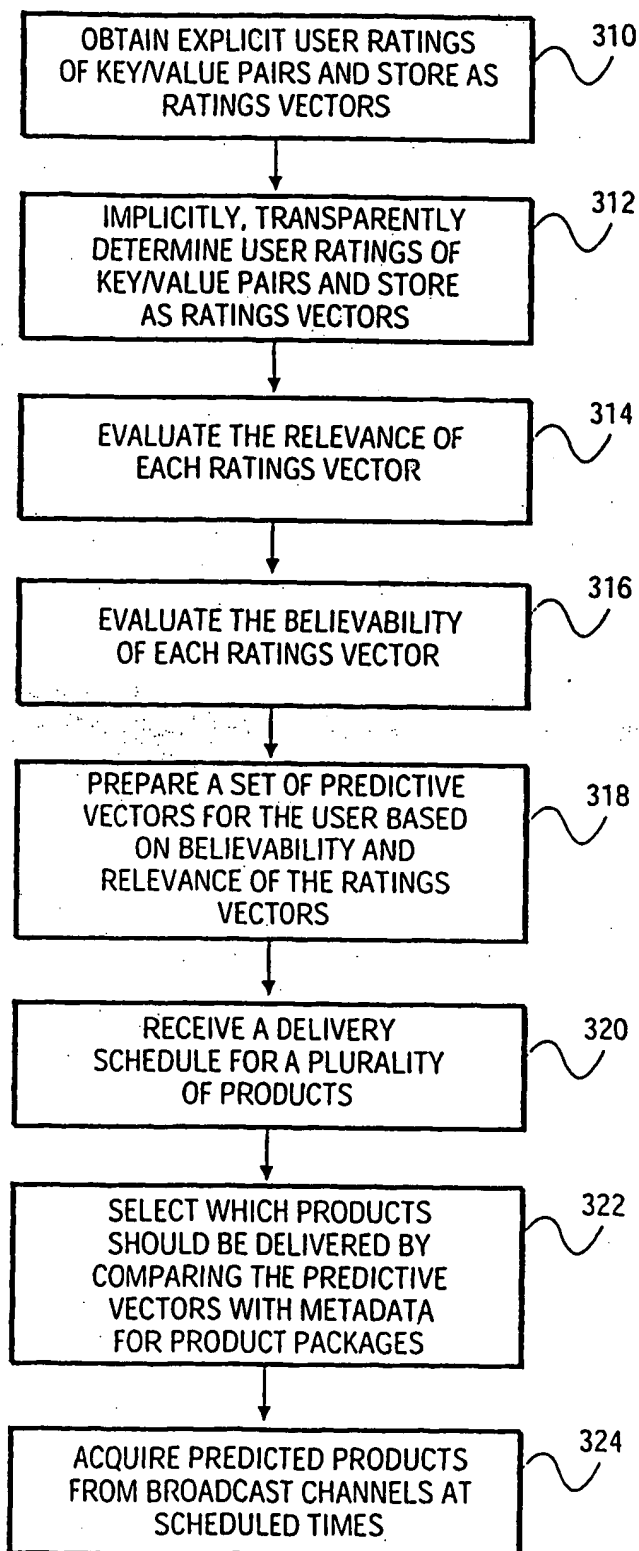 OBTAIN EXPLICIT USER RATINGS
OF KEY/VALUE PAIRS AND STORE AS
RATINGS VECTORS
310
IMPLICITLY, TRANSPARENTLY
DETERMINE USER RATINGS OF
KEY/VALUE PAIRS AND STORE
AS RATINGS VECTORS
312
EVALUATE THE RELEVANCE OF
EACH RATINGS VECTOR
314
EVALUATE THE BELIEVABILITY
OF EACH RATINGS VECTOR
316
PREPARE A SET OF PREDICTIVE
VECTORS FOR THE USER BASED
ON BELIEVABILITY AND
RELEVANCE OF THE RATINGS
VECTORS
318
RECEIVE A DELIVERY
SCHEDULE FOR A PLURALITY
OF PRODUCTS
320
SELECT WHICH PRODUCTS
SHOULD BE DELIVERED BY
COMPARING THE PREDICTIVE
VECTORS WITH METADATA
FOR PRODUCT PACKAGES
322
ACQUIRE PREDICTED PRODUCTS
FROM BROADCAST CHANNELS AT
SCHEDULED TIMES
324